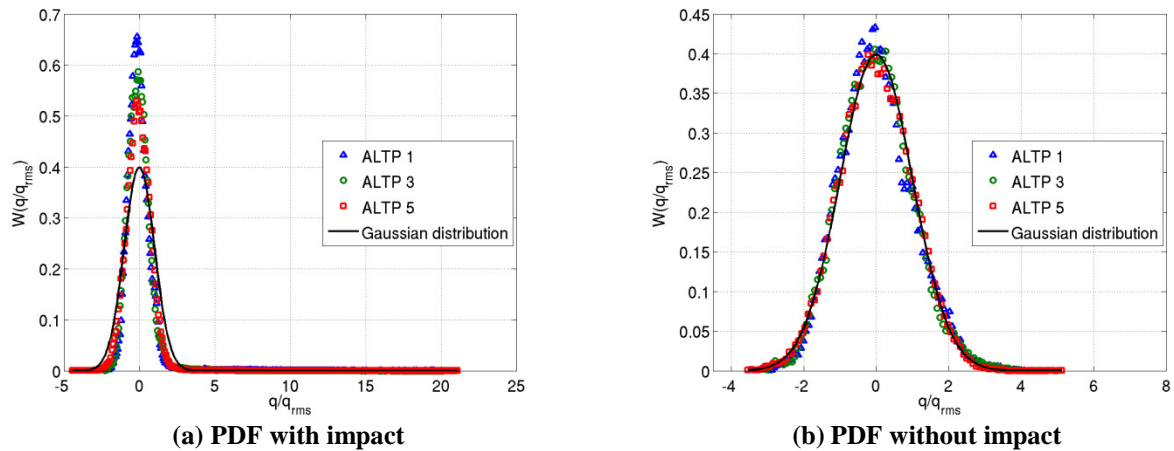 0.7
0.6
0.5
0.4
0.3
0.2
0.1
0
-5 0 5 10 15 20 25
W(q/q_rms)
q/q_rms
ALTP 1
ALTP 3
ALTP 5
Gaussian distribution
(a) PDF with impact
0.45
0.4
0.35
0.3
0.25
0.2
0.15
0.1
0.05
0
-4 -2 0 2 4 6 8
W(q/q_rms)
q/q_rms
ALTP 1
ALTP 3
ALTP 5
Gaussian distribution
(b) PDF without impact